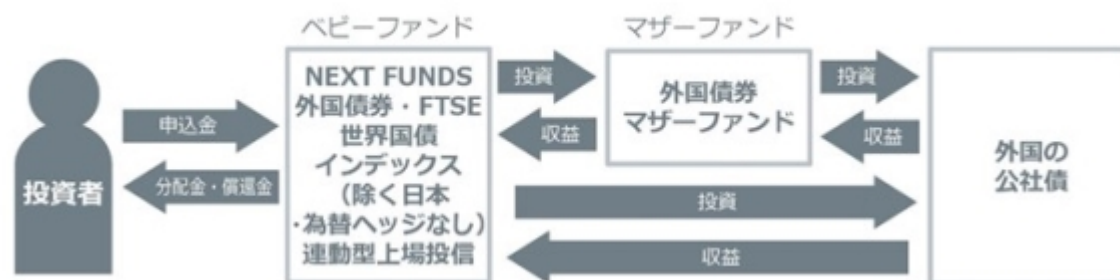 ベビーファンド
マザーファンド
投資者
申込金
分配金・償還金
NEXT FUNDS
外国債券・FTSE
世界国債
インデックス
（除く日本
・為替ヘッジなし）
連動型上場投信
投資
収益
外国債券
マザーファンド
投資
収益
投資
収益
外国の
公社債